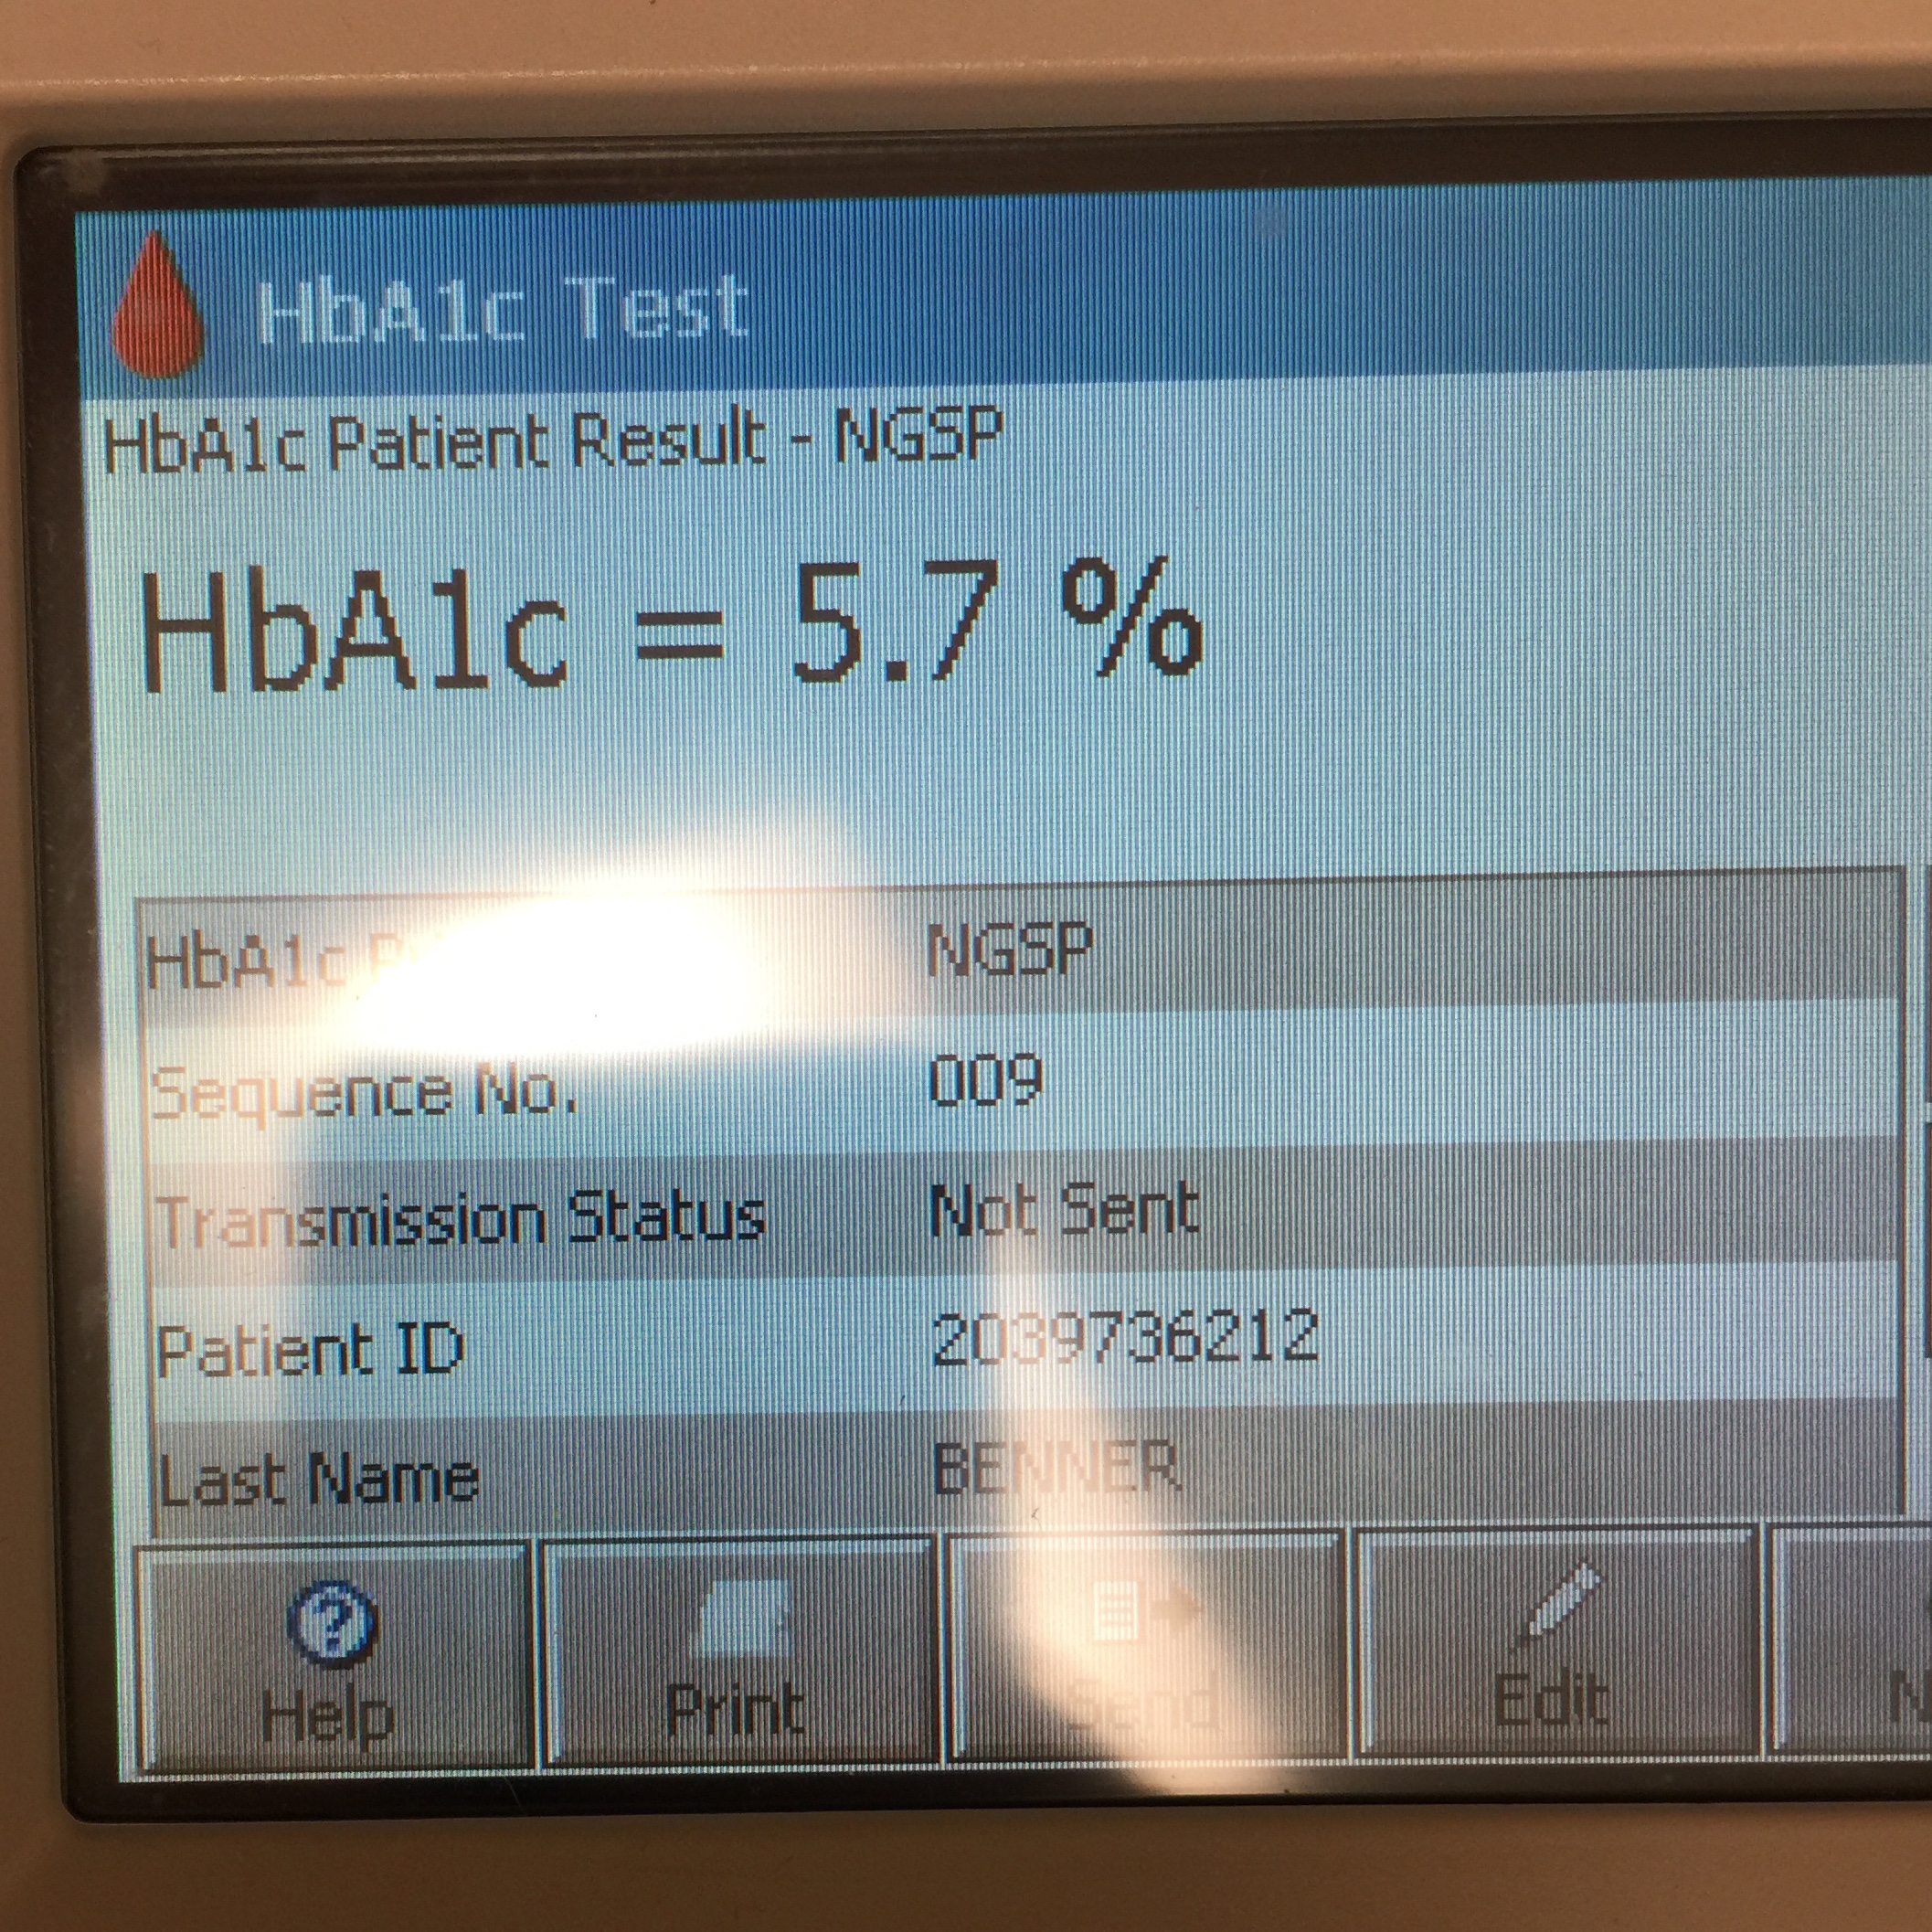 HbA1c Test
HbA1c Patient Result - NGSP
HbA1c = 5.7 %
HbA1c NGSP
Sequence No. 009
Transmission Status Not Sent
Patient ID 2039736212
Last Name BENNER
Help Print Send Edit